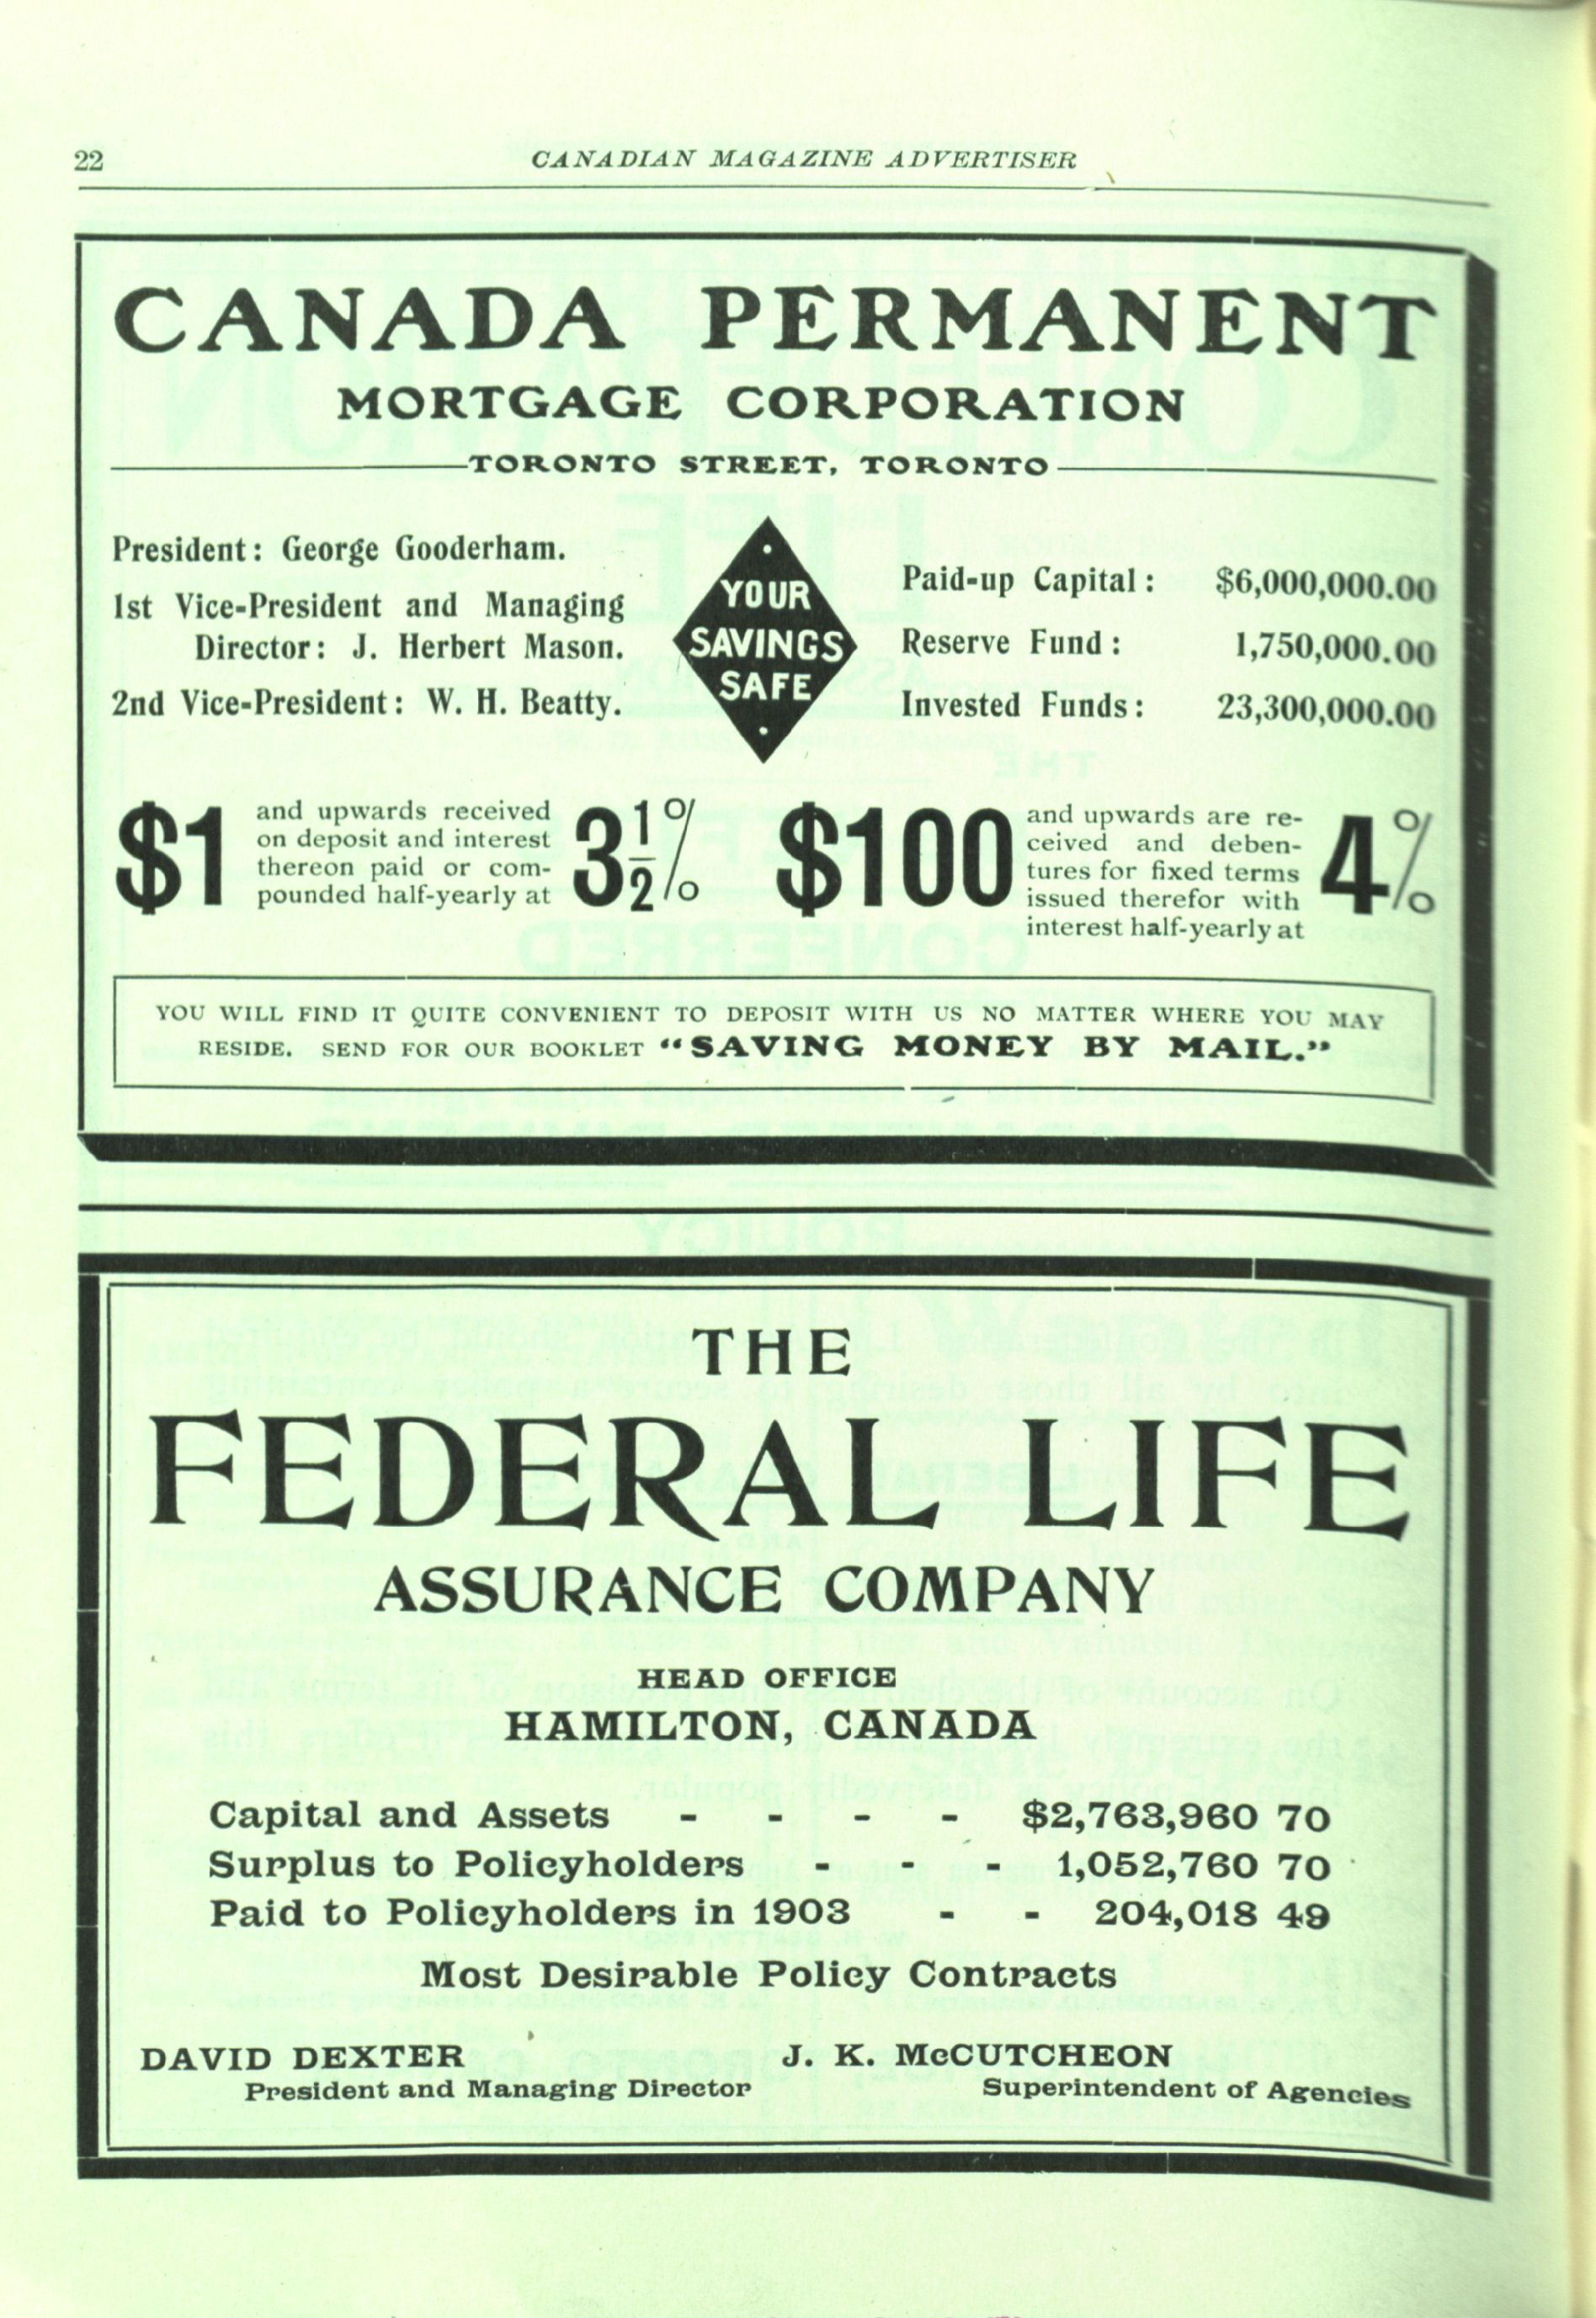 22
CANADIAN MAGAZINE ADVERTISER
CANADA PERMANENT
MORTGAGE CORPORATION
TORONTO STREET, TORONTO
President: George Gooderham.
1st Vice-President and Managing
Director: J. Herbert Mason.
2nd Vice-President: W. H. Beatty.
YOUR
SAVINGS
SAFE
Paid-up Capital: $6,000,000.00
Reserve Fund: 1,750,000.00
Invested Funds: 23,300,000.00
$1
and upwards received
on deposit and interest
thereon paid or com-
pounded half-yearly at
3½%
$100
and upwards are re-
ceived and deben-
tures for fixed terms
issued therefor with
interest half-yearly at
4%
YOU WILL FIND IT QUITE CONVENIENT TO DEPOSIT WITH US NO MATTER WHERE YOU MAY
RESIDE. SEND FOR OUR BOOKLET "SAVING MONEY BY MAIL."
THE
FEDERAL LIFE
ASSURANCE COMPANY
HEAD OFFICE
HAMILTON, CANADA
Capital and Assets - - - - $2,763,960 70
Surplus to Policyholders - - - 1,052,760 70
Paid to Policyholders in 1903 - - 204,018 49
Most Desirable Policy Contracts
DAVID DEXTER
President and Managing Director
J. K. McCUTCHEON
Superintendent of Agencies